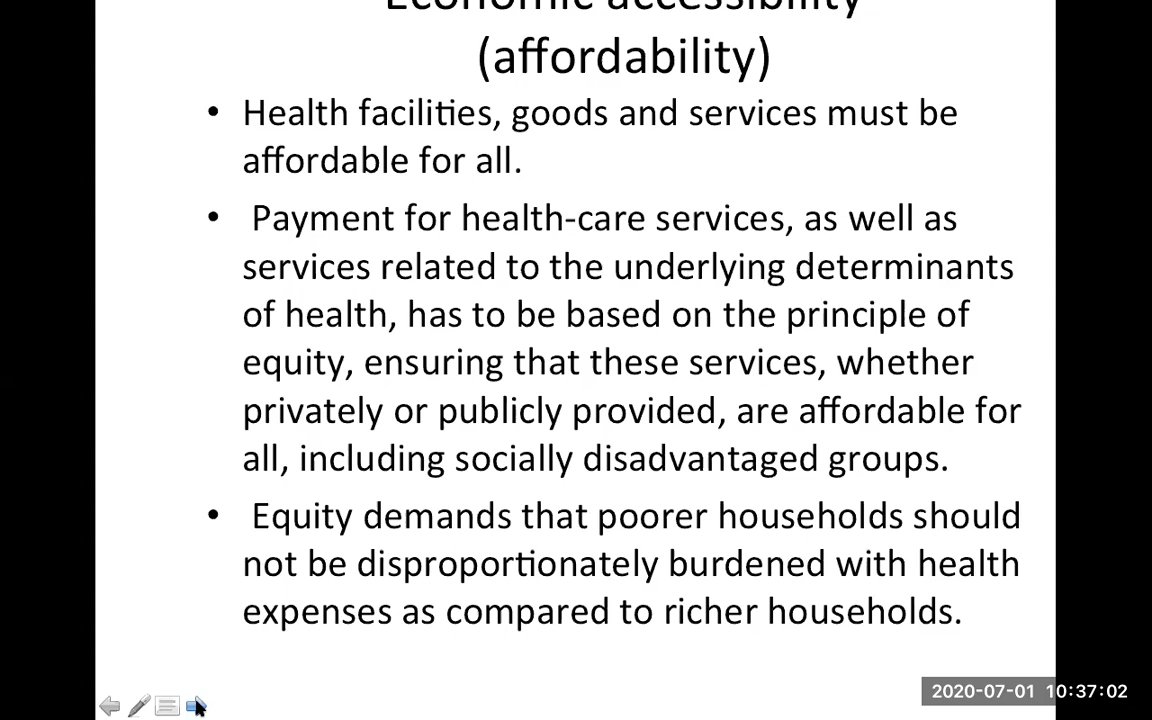 Economic accessibility
(affordability)
• Health facilities, goods and services must be
affordable for all.
• Payment for health-care services, as well as
services related to the underlying determinants
of health, has to be based on the principle of
equity, ensuring that these services, whether
privately or publicly provided, are affordable for
all, including socially disadvantaged groups.
• Equity demands that poorer households should
not be disproportionately burdened with health
expenses as compared to richer households.
2020-07-01 10:37:02